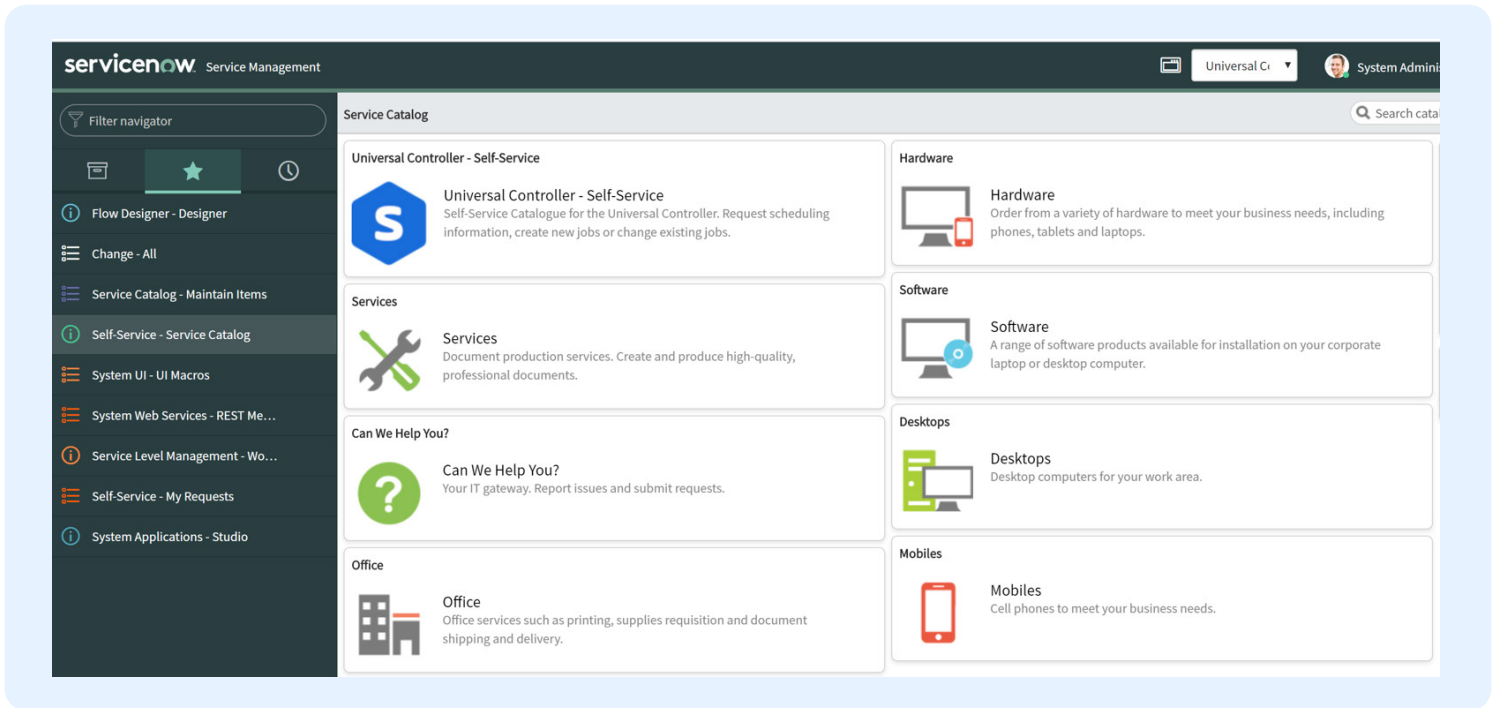 servicenow. Service Management
Universal Co
System Adminis
Filter navigator
Flow Designer - Designer
Change - All
Service Catalog - Maintain Items
Self-Service - Service Catalog
System UI - UI Macros
System Web Services - REST Me...
Service Level Management - Wo...
Self-Service - My Requests
System Applications - Studio
Service Catalog
Search cata
Universal Controller - Self-Service
S
Universal Controller - Self-Service
Self-Service Catalogue for the Universal Controller. Request scheduling
information, create new jobs or change existing jobs.
Services
Services
Document production services. Create and produce high-quality,
professional documents.
Can We Help You?
?
Can We Help You?
Your IT gateway. Report issues and submit requests.
Office
Office
Office services such as printing, supplies requisition and document
shipping and delivery.
Hardware
Hardware
Order from a variety of hardware to meet your business needs, including
phones, tablets and laptops.
Software
Software
A range of software products available for installation on your corporate
laptop or desktop computer.
Desktops
Desktops
Desktop computers for your work area.
Mobiles
Mobiles
Cell phones to meet your business needs.